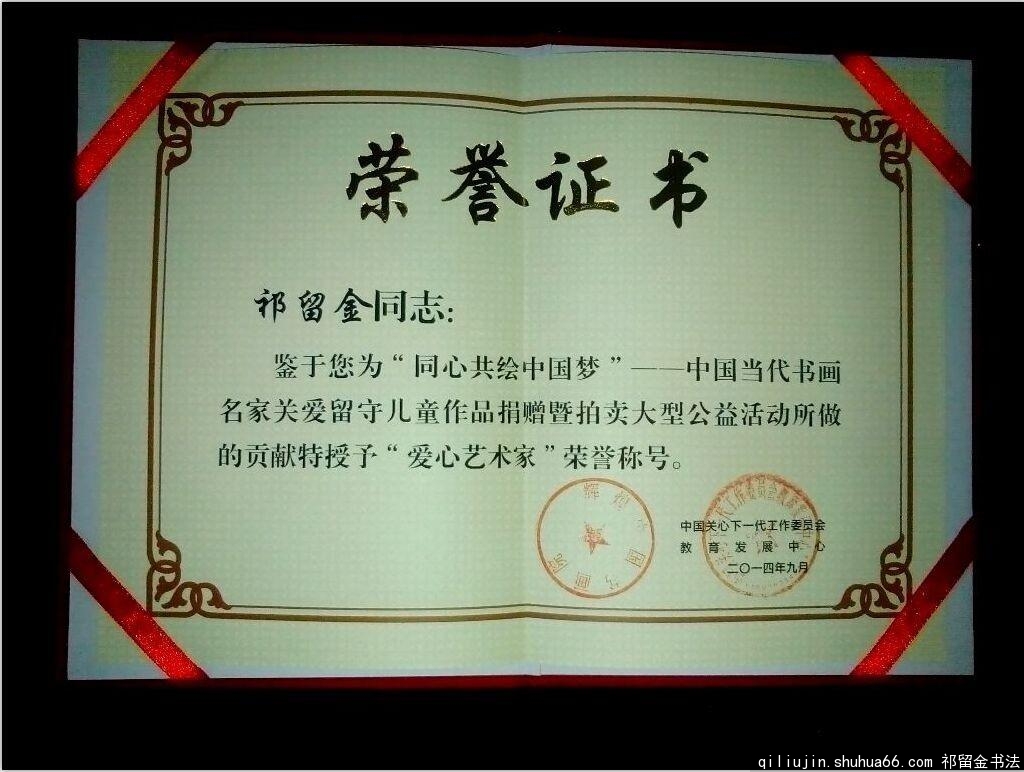 荣誉证书
祁留金同志：
鉴于您为“同心共绘中国梦”——中国当代书画
名家关爱留守儿童作品捐赠暨拍卖大型公益活动所做
的贡献特授予“爱心艺术家”荣誉称号。
中国关心下一代工作委员会
教育发展中心
二〇一四年九月
qiliujin.shuhua66.com 祁留金书法